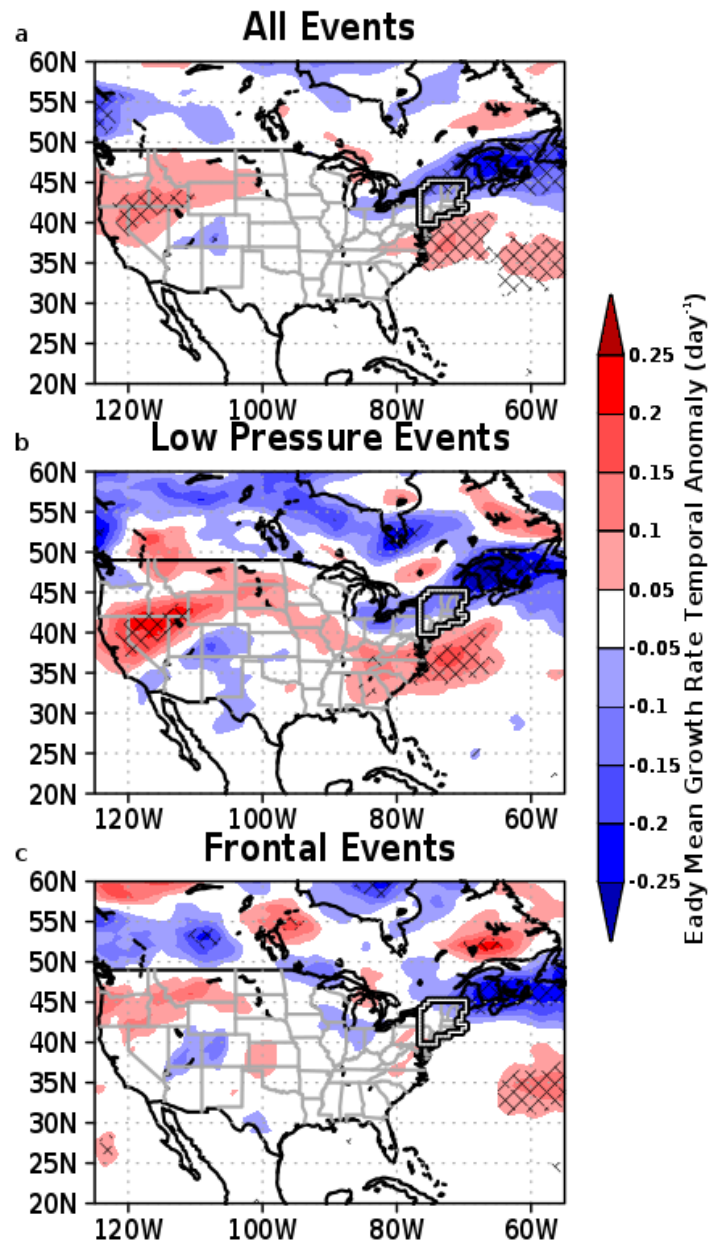 a
All Events
60N
55N
50N
45N
40N
35N
30N
25N
20N
120W 100W 80W 60W
b
Low Pressure Events
60N
55N
50N
45N
40N
35N
30N
25N
20N
120W 100W 80W 60W
c
Frontal Events
60N
55N
50N
45N
40N
35N
30N
25N
20N
120W 100W 80W 60W
0.25
0.2
0.15
0.1
0.05
-0.05
-0.1
-0.15
-0.2
-0.25
Eady Mean Growth Rate Temporal Anomaly (day⁻¹)